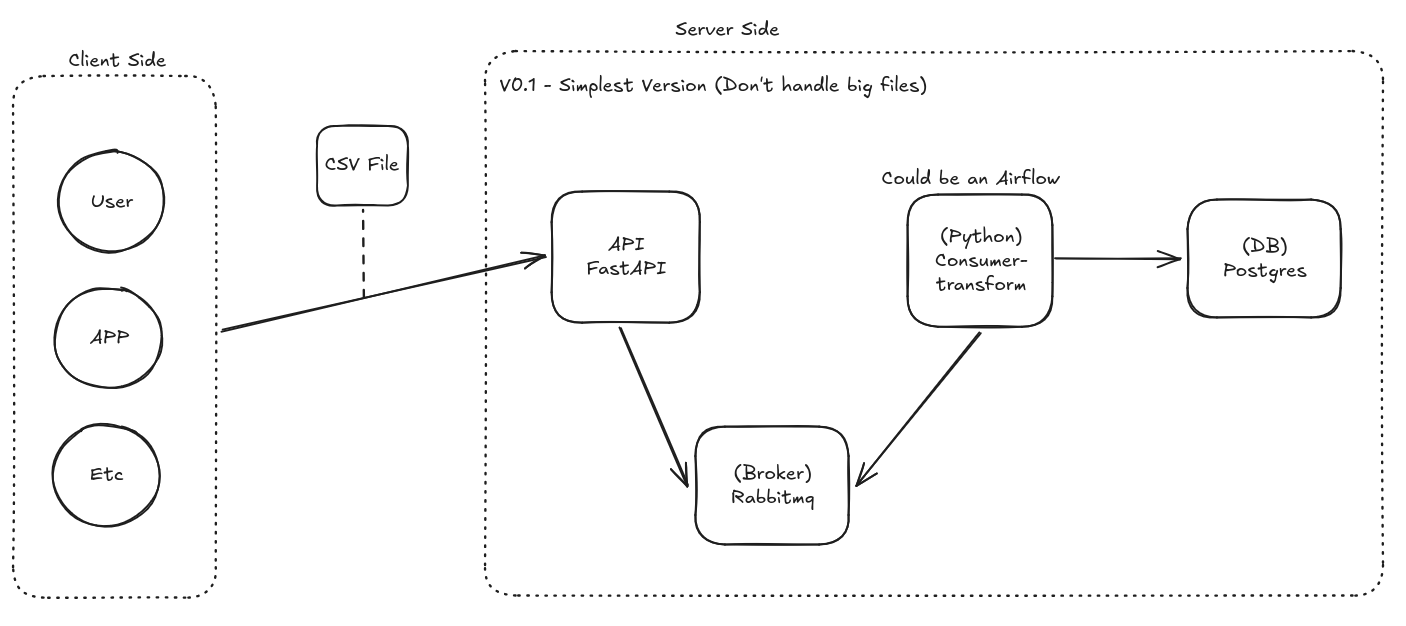 Server Side
Client Side
V0.1 - Simplest Version (Don't handle big files)
CSV File
Could be an Airflow
User
API
FastAPI
(Python)
Consumer-
transform
(DB)
Postgres
APP
Etc
(Broker)
Rabbitmq